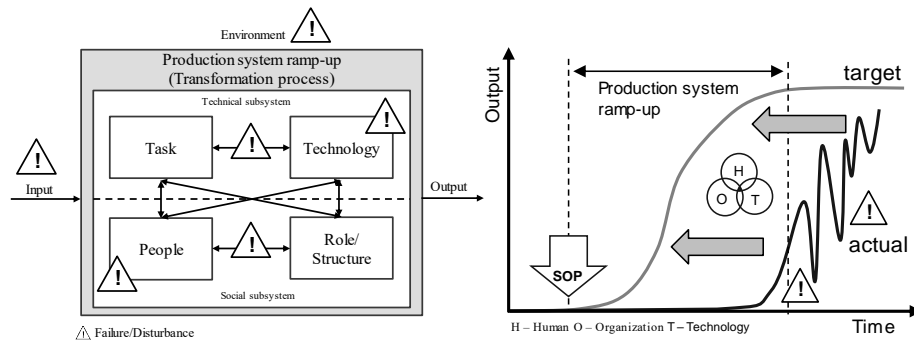 Environment
!
Production system ramp-up
(Transformation process)
Technical subsystem
!
Task
!
Technology
!
Input
Output
People
!
Role/
Structure
!
Social subsystem
! Failure/Disturbance
Output
target
Production system
ramp-up
H
O
T
!
actual
SOP
!
H – Human O – Organization T – Technology
Time